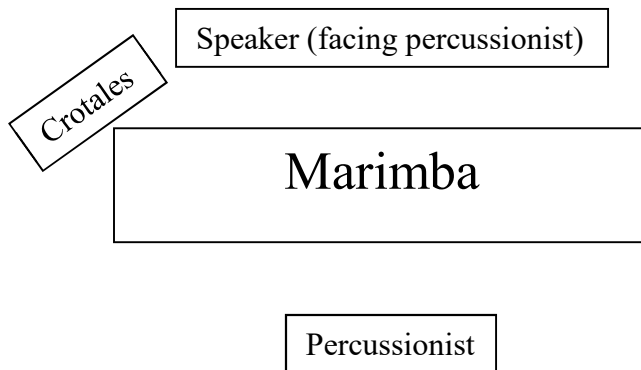 Speaker (facing percussionist)
Crotales
Marimba
Percussionist